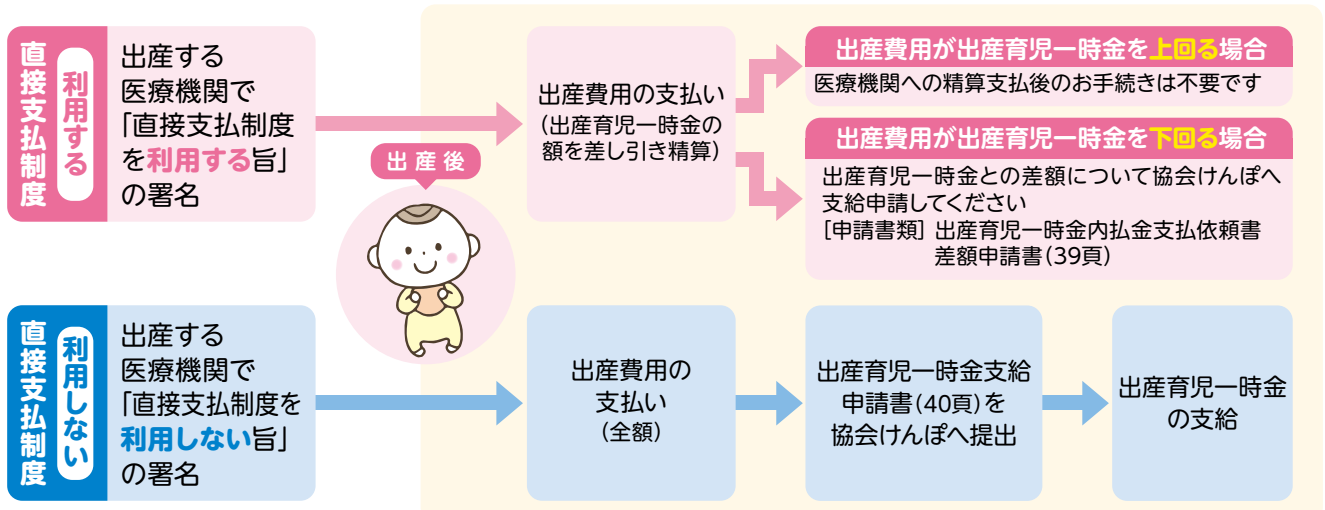 直接支払制度
利用する
出産する
医療機関で
「直接支払制度
を利用する旨」
の署名
出産後
出産費用の支払い
（出産育児一時金の
額を差し引き精算）
出産費用が出産育児一時金を上回る場合
医療機関への精算支払後のお手続きは不要です
出産費用が出産育児一時金を下回る場合
出産育児一時金との差額について協会けんぽへ
支給申請してください
［申請書類］出産育児一時金内払金支払依頼書
差額申請書（39頁）
直接支払制度
利用しない
出産する
医療機関で
「直接支払制度を
利用しない旨」
の署名
出産費用の
支払い
（全額）
出産育児一時金支給
申請書（40頁）を
協会けんぽへ提出
出産育児一時金
の支給